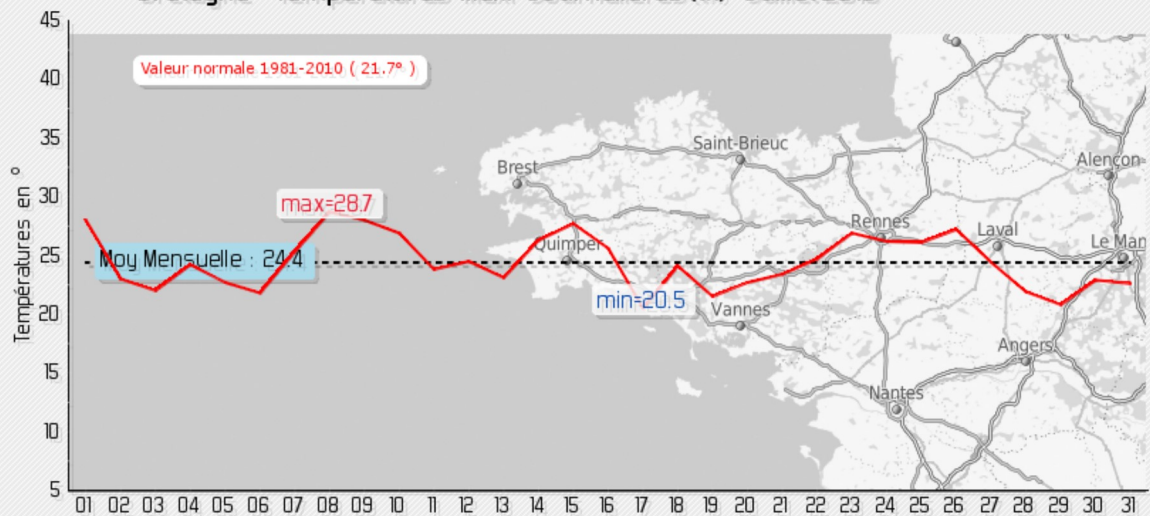 45
Valeur normale 1981-2010 ( 21.7° )
40
35
Saint-Brieuc
Brest
Alençon
30
max=28.7
Rennes
Laval
Quimper
Le Man
25
Moy Mensuelle : 24.4
min=20.5
Vannes
20
Températures en °
Angers
15
Nantes
10
5
01 02 03 04 05 06 07 08 09 10 11 12 13 14 15 16 17 18 19 20 21 22 23 24 25 26 27 28 29 30 31